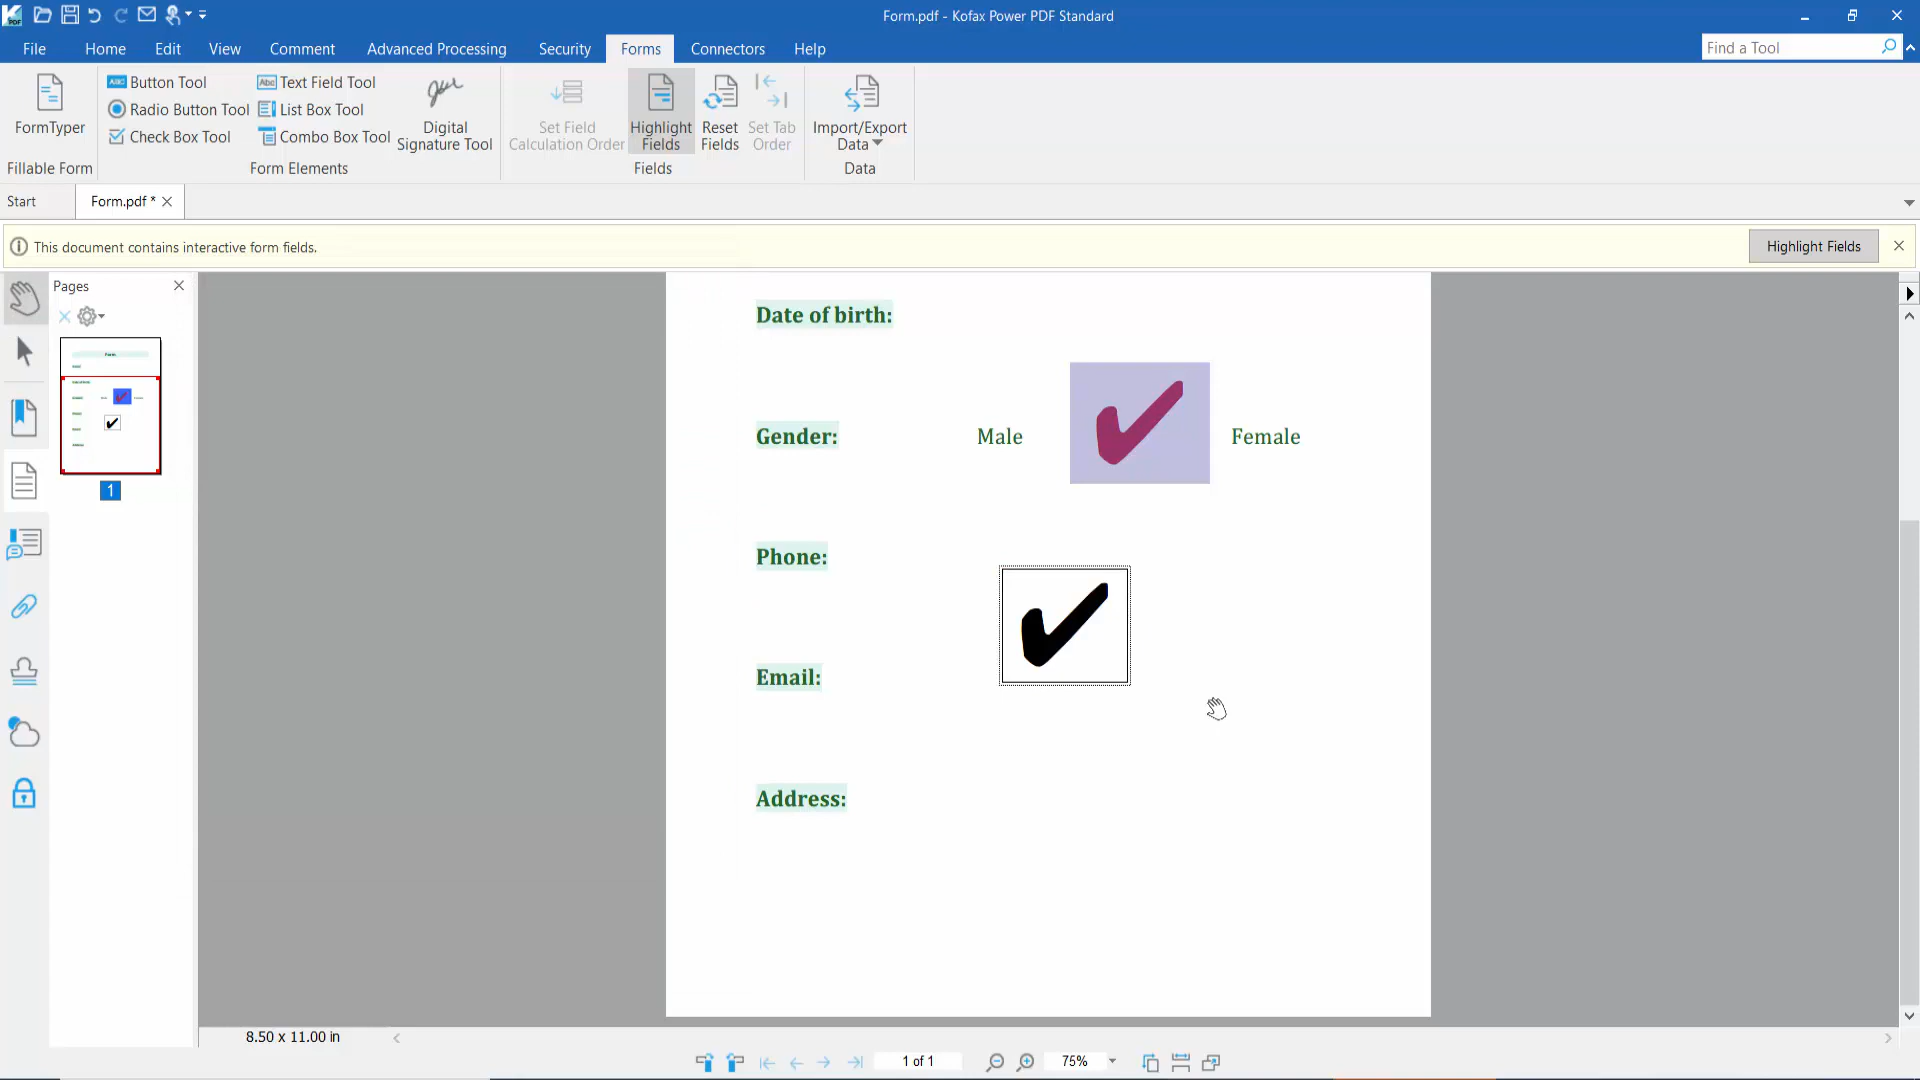 Form.pdf - Kofax Power PDF Standard
File Home Edit View Comment Advanced Processing Security Forms Connectors Help
Find a Tool
FormTyper
Fillable Form
Button Tool
Radio Button Tool
Check Box Tool
Text Field Tool
List Box Tool
Combo Box Tool
Digital
Signature Tool
Form Elements
Set Field
Calculation Order
Highlight
Fields
Reset
Fields
Set Tab
Order
Fields
Import/Export
Data
Data
Start
Form.pdf *
This document contains interactive form fields.
Highlight Fields
Pages
1
Date of birth:
Gender: Male Female
Phone:
Email:
Address:
8.50 x 11.00 in
1 of 1
75%